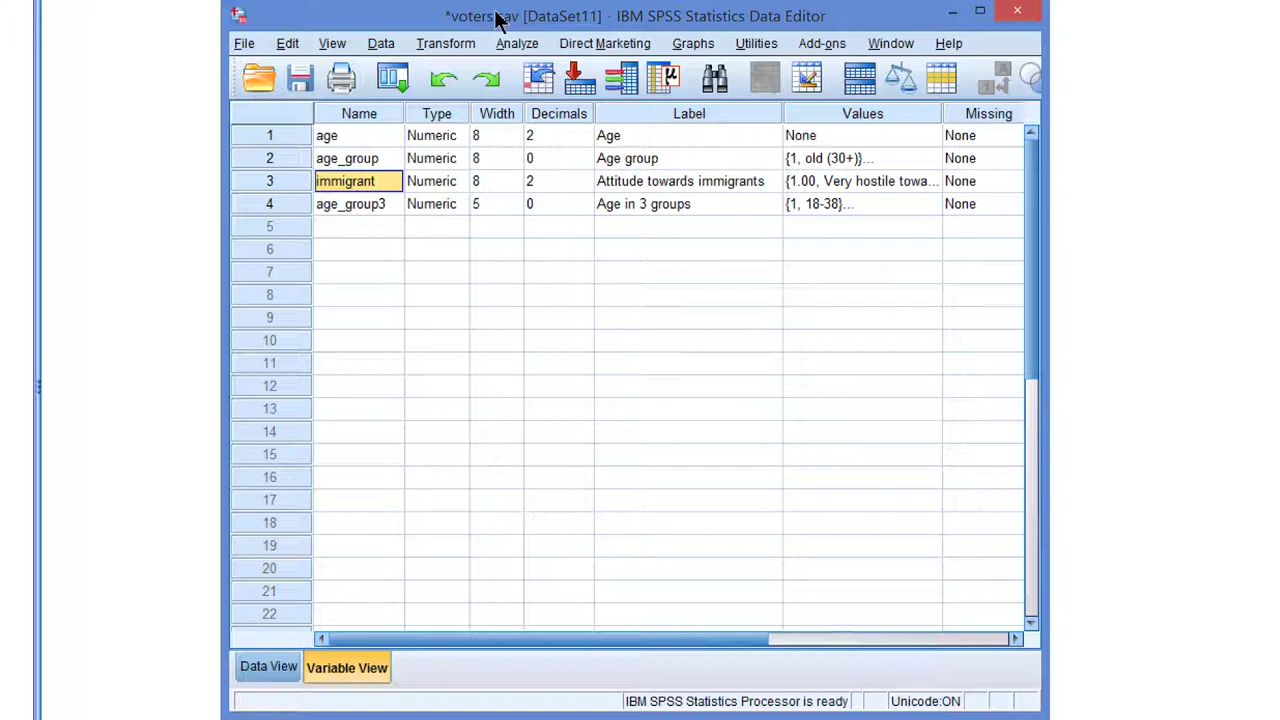 *voters.sav [DataSet11] - IBM SPSS Statistics Data Editor
File Edit View Data Transform Analyze Direct Marketing Graphs Utilities Add-ons Window Help
Name Type Width Decimals Label Values Missing
1 age Numeric 8 2 Age None None
2 age_group Numeric 8 0 Age group {1, old (30+)}... None
3 immigrant Numeric 8 2 Attitude towards immigrants {1.00, Very hostile towa... None
4 age_group3 Numeric 5 0 Age in 3 groups {1, 18-38}... None
5
6
7
8
9
10
11
12
13
14
15
16
17
18
19
20
21
22
Data View Variable View
IBM SPSS Statistics Processor is ready Unicode:ON